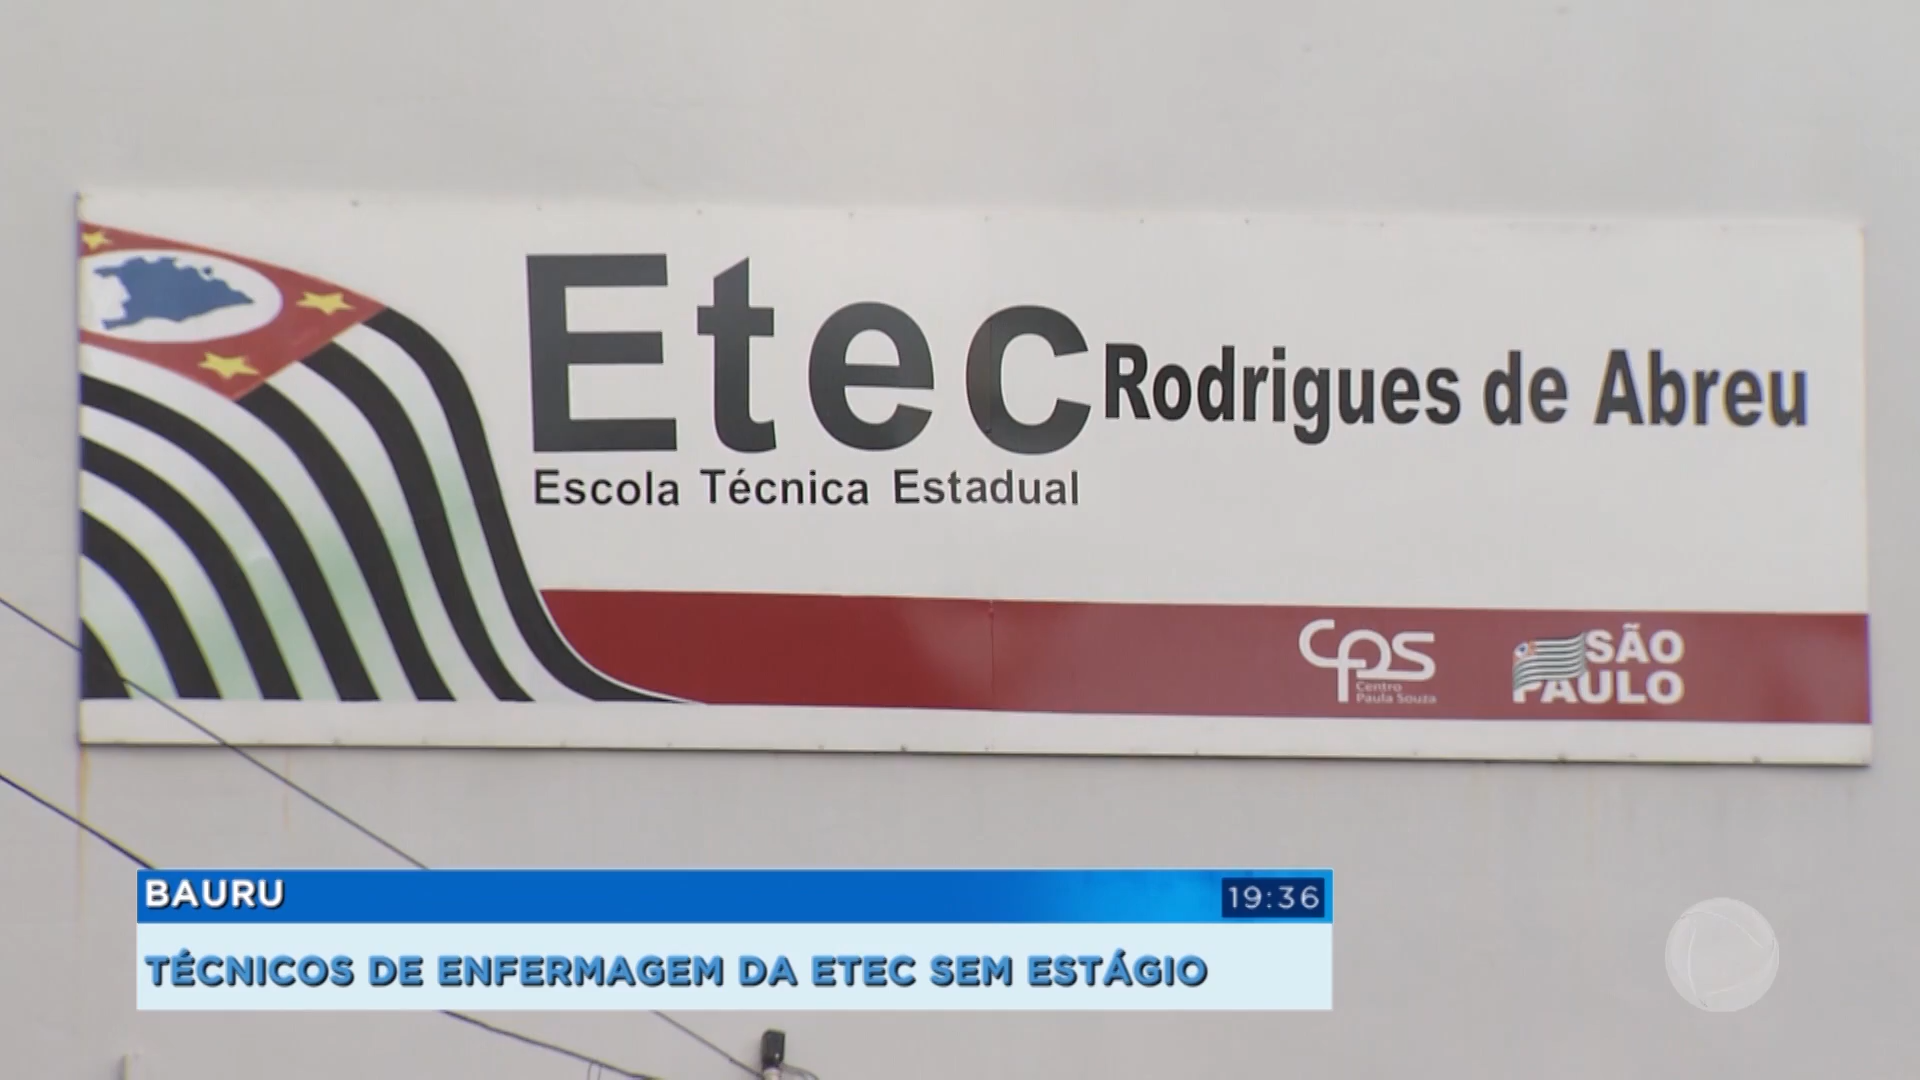 Etec Rodrigues de Abreu
Escola Técnica Estadual
cps
Centro
Paula Souza
SÃO
PAULO
BAURU
19:36
TÉCNICOS DE ENFERMAGEM DA ETEC SEM ESTÁGIO